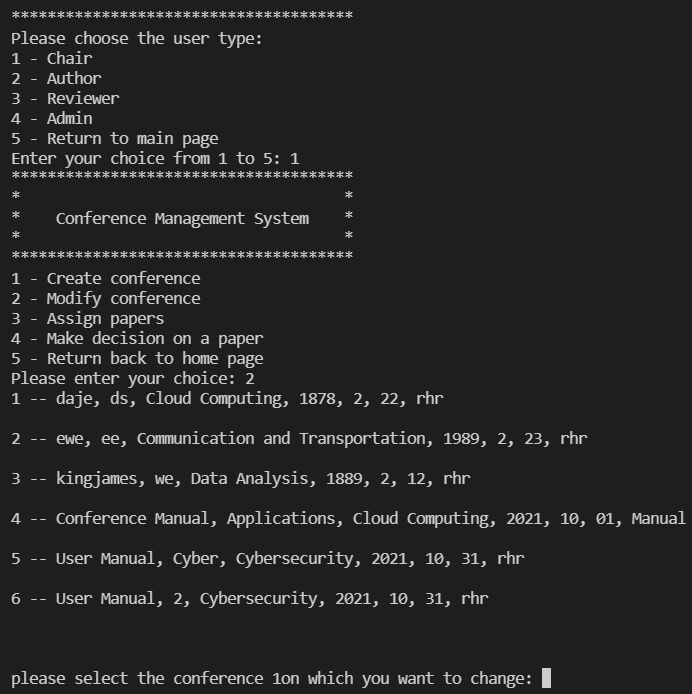 **************************************
Please choose the user type:
1 - Chair
2 - Author
3 - Reviewer
4 - Admin
5 - Return to main page
Enter your choice from 1 to 5: 1
**************************************
*                                    *
*    Conference Management System    *
*                                    *
**************************************
1 - Create conference
2 - Modify conference
3 - Assign papers
4 - Make decision on a paper
5 - Return back to home page
Please enter your choice: 2
1 -- daje, ds, Cloud Computing, 1878, 2, 22, rhr
2 -- ewe, ee, Communication and Transportation, 1989, 2, 23, rhr
3 -- kingjames, we, Data Analysis, 1889, 2, 12, rhr
4 -- Conference Manual, Applications, Cloud Computing, 2021, 10, 01, Manual
5 -- User Manual, Cyber, Cybersecurity, 2021, 10, 31, rhr
6 -- User Manual, 2, Cybersecurity, 2021, 10, 31, rhr
please select the conference 1on which you want to change: